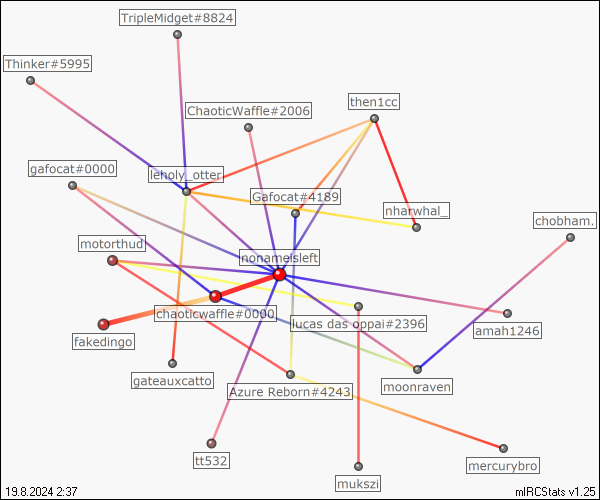 TripleMidget#8824
Thinker#5995
ChaoticWaffle#2006
then1cc
gafocat#0000
leholy_otter
Gafocat#4189
nharwhal_
chobham.
motorthud
nonameisleft
chaoticwaffle#0000
lucas das oppai#2396
amah1246
fakedingo
gateauxcatto
Azure Reborn#4243
moonraven
tt532
mukszi
mercurybro
19.8.2024 2:37
mIRCStats v1.25